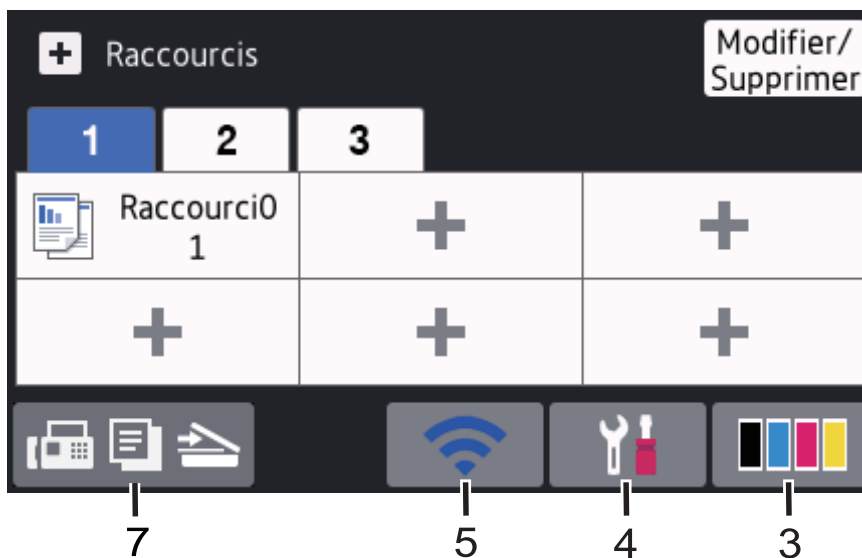 Raccourcis
Modifier/
Supprimer
1 2 3
Raccourci0
1
7 5 4 3